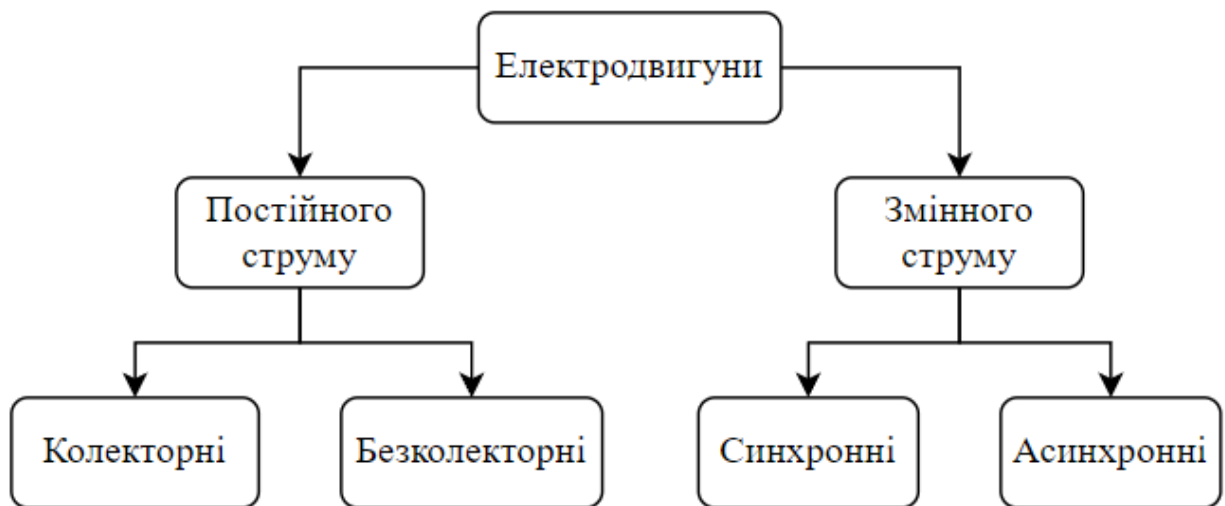 Електродвигуни
Постійного
струму
Змінного
струму
Колекторні
Безколекторні
Синхронні
Асинхронні